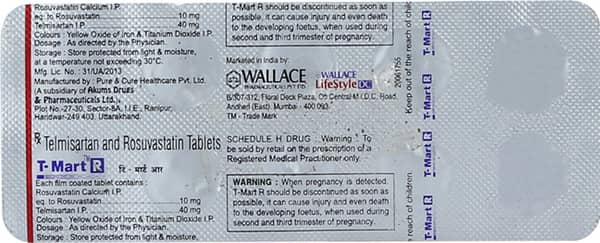 Rosuvastatin Calcium I.P.
eq. to Rosuvastatin 10 mg
Telmisartan I.P. 40 mg
Colours : Yellow Oxide of Iron & Titanium Dioxide I.P.
Dosage : As directed by the Physician.
Storage : Store protected from light & moisture,
at a temperature not exceeding 30°C.
Mfg. Lic. No. : 31/UA/2013
Manufactured by : Pure & Cure Healthcare Pvt. Ltd.
(A subsidiary of Akums Drugs
& Pharmaceuticals Ltd.)
Plot No.-27-30, Sector-8A, I.I.E., Ranipur,
Haridwar-249 403, Uttarakhand.
T-Mart R should be discontinued as soon as
possible, it can cause injury and even death
to the developing foetus, when used during
second and third trimester of pregnancy.
Marketed in India by:
WALLACE
PHARMACEUTICALS PVT. LTD.
WALLACE
LifeStyle DC
Andheri (East), Mumbai - 400 093.
TM - Trade Mark
2061755
Keep out of the reach of children
T-Mart R
T-Mart R
T-Mart R
T-Mart R
Rx Telmisartan and Rosuvastatin Tablets
T-Mart R टि - मार्ट आर
Each film coated tablet contains :
Rosuvastatin Calcium I.P.
eq. to Rosuvastatin 10 mg
Telmisartan I.P. 40 mg
Colours : Yellow Oxide of Iron & Titanium Dioxide I.P.
Dosage : As directed by the Physician.
Storage : Store protected from light & moisture,
SCHEDULE H DRUG : Warning : To
be sold by retail on the prescription of a
Registered Medical Practitioner only.
WARNING : When pregnancy is detected.
T-Mart R should be discontinued as soon as
possible, it can cause injury and even death
to the developing foetus, when used during
second and third trimester of pregnancy.
reach of children